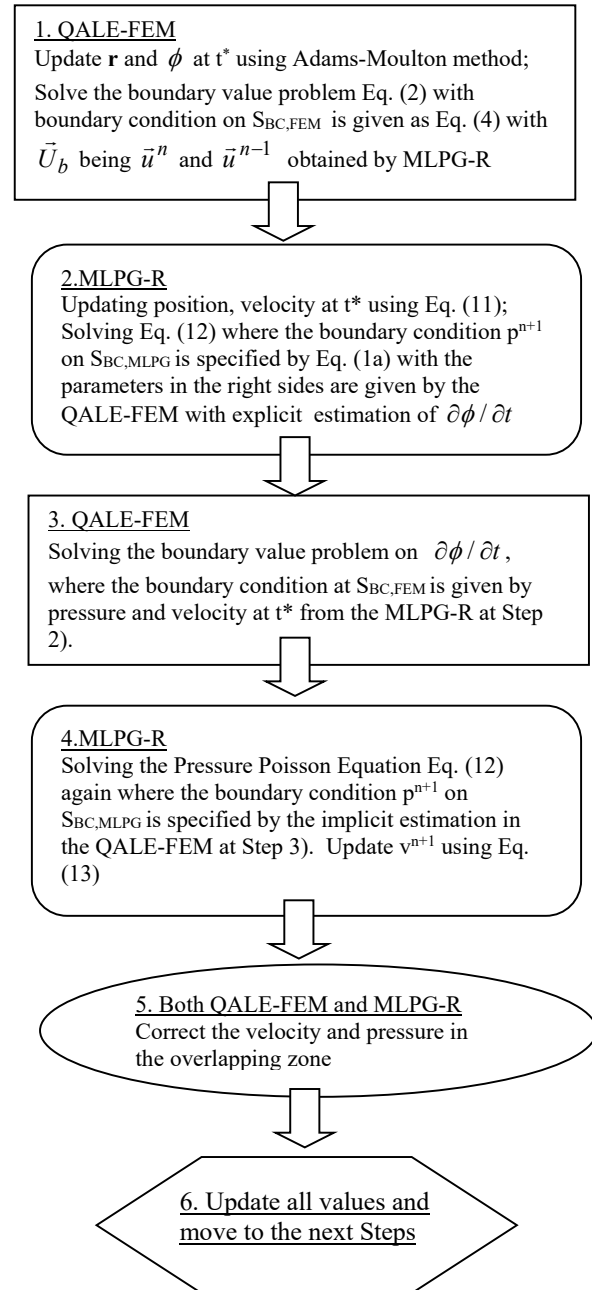 1. QALE-FEM
Update r and ϕ at t* using Adams-Moulton method;
Solve the boundary value problem Eq. (2) with
boundary condition on S_BC,FEM is given as Eq. (4) with
U⃗_b being u⃗^n and u⃗^{n-1} obtained by MLPG-R
2.MLPG-R
Updating position, velocity at t* using Eq. (11);
Solving Eq. (12) where the boundary condition p^{n+1}
on S_BC,MLPG is specified by Eq. (1a) with the
parameters in the right sides are given by the
QALE-FEM with explicit estimation of ∂ϕ / ∂t
3. QALE-FEM
Solving the boundary value problem on ∂ϕ / ∂t ,
where the boundary condition at S_BC,FEM is given by
pressure and velocity at t* from the MLPG-R at Step
2).
4.MLPG-R
Solving the Pressure Poisson Equation Eq. (12)
again where the boundary condition p^{n+1} on
S_BC,MLPG is specified by the implicit estimation in
the QALE-FEM at Step 3). Update v^{n+1} using Eq.
(13)
5. Both QALE-FEM and MLPG-R
Correct the velocity and pressure in
the overlapping zone
6. Update all values and
move to the next Steps